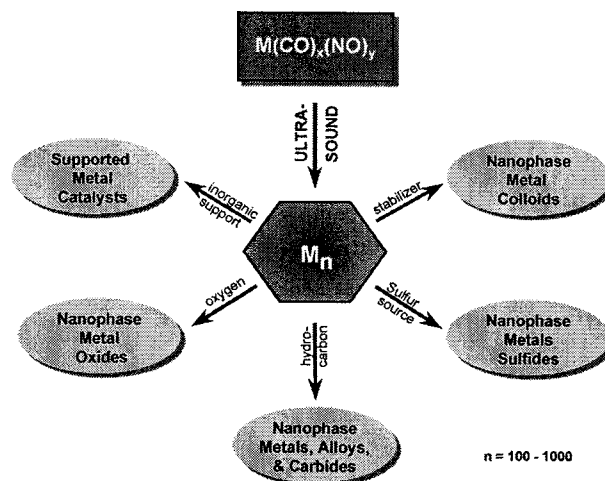 M(CO)x(NO)y
ULTRA-
SOUND
Supported
Metal
Catalysts
inorganic
support
stabilizer
Nanophase
Metal
Colloids
Mn
oxygen
Sulfur
source
Nanophase
Metal
Oxides
hydro-
carbon
Nanophase
Metals
Sulfides
Nanophase
Metals, Alloys,
& Carbides
n = 100 - 1000